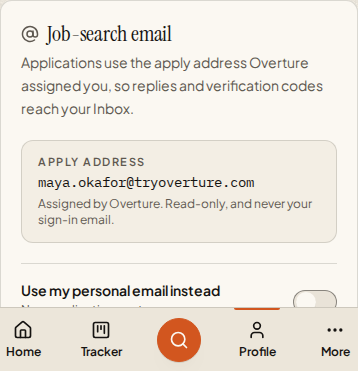 Job-search email
Applications use the apply address Overture
assigned you, so replies and verification codes
reach your Inbox.
APPLY ADDRESS
maya.okafor@tryoverture.com
Assigned by Overture. Read-only, and never your
sign-in email.
Use my personal email instead
Home
Tracker
Profile
More